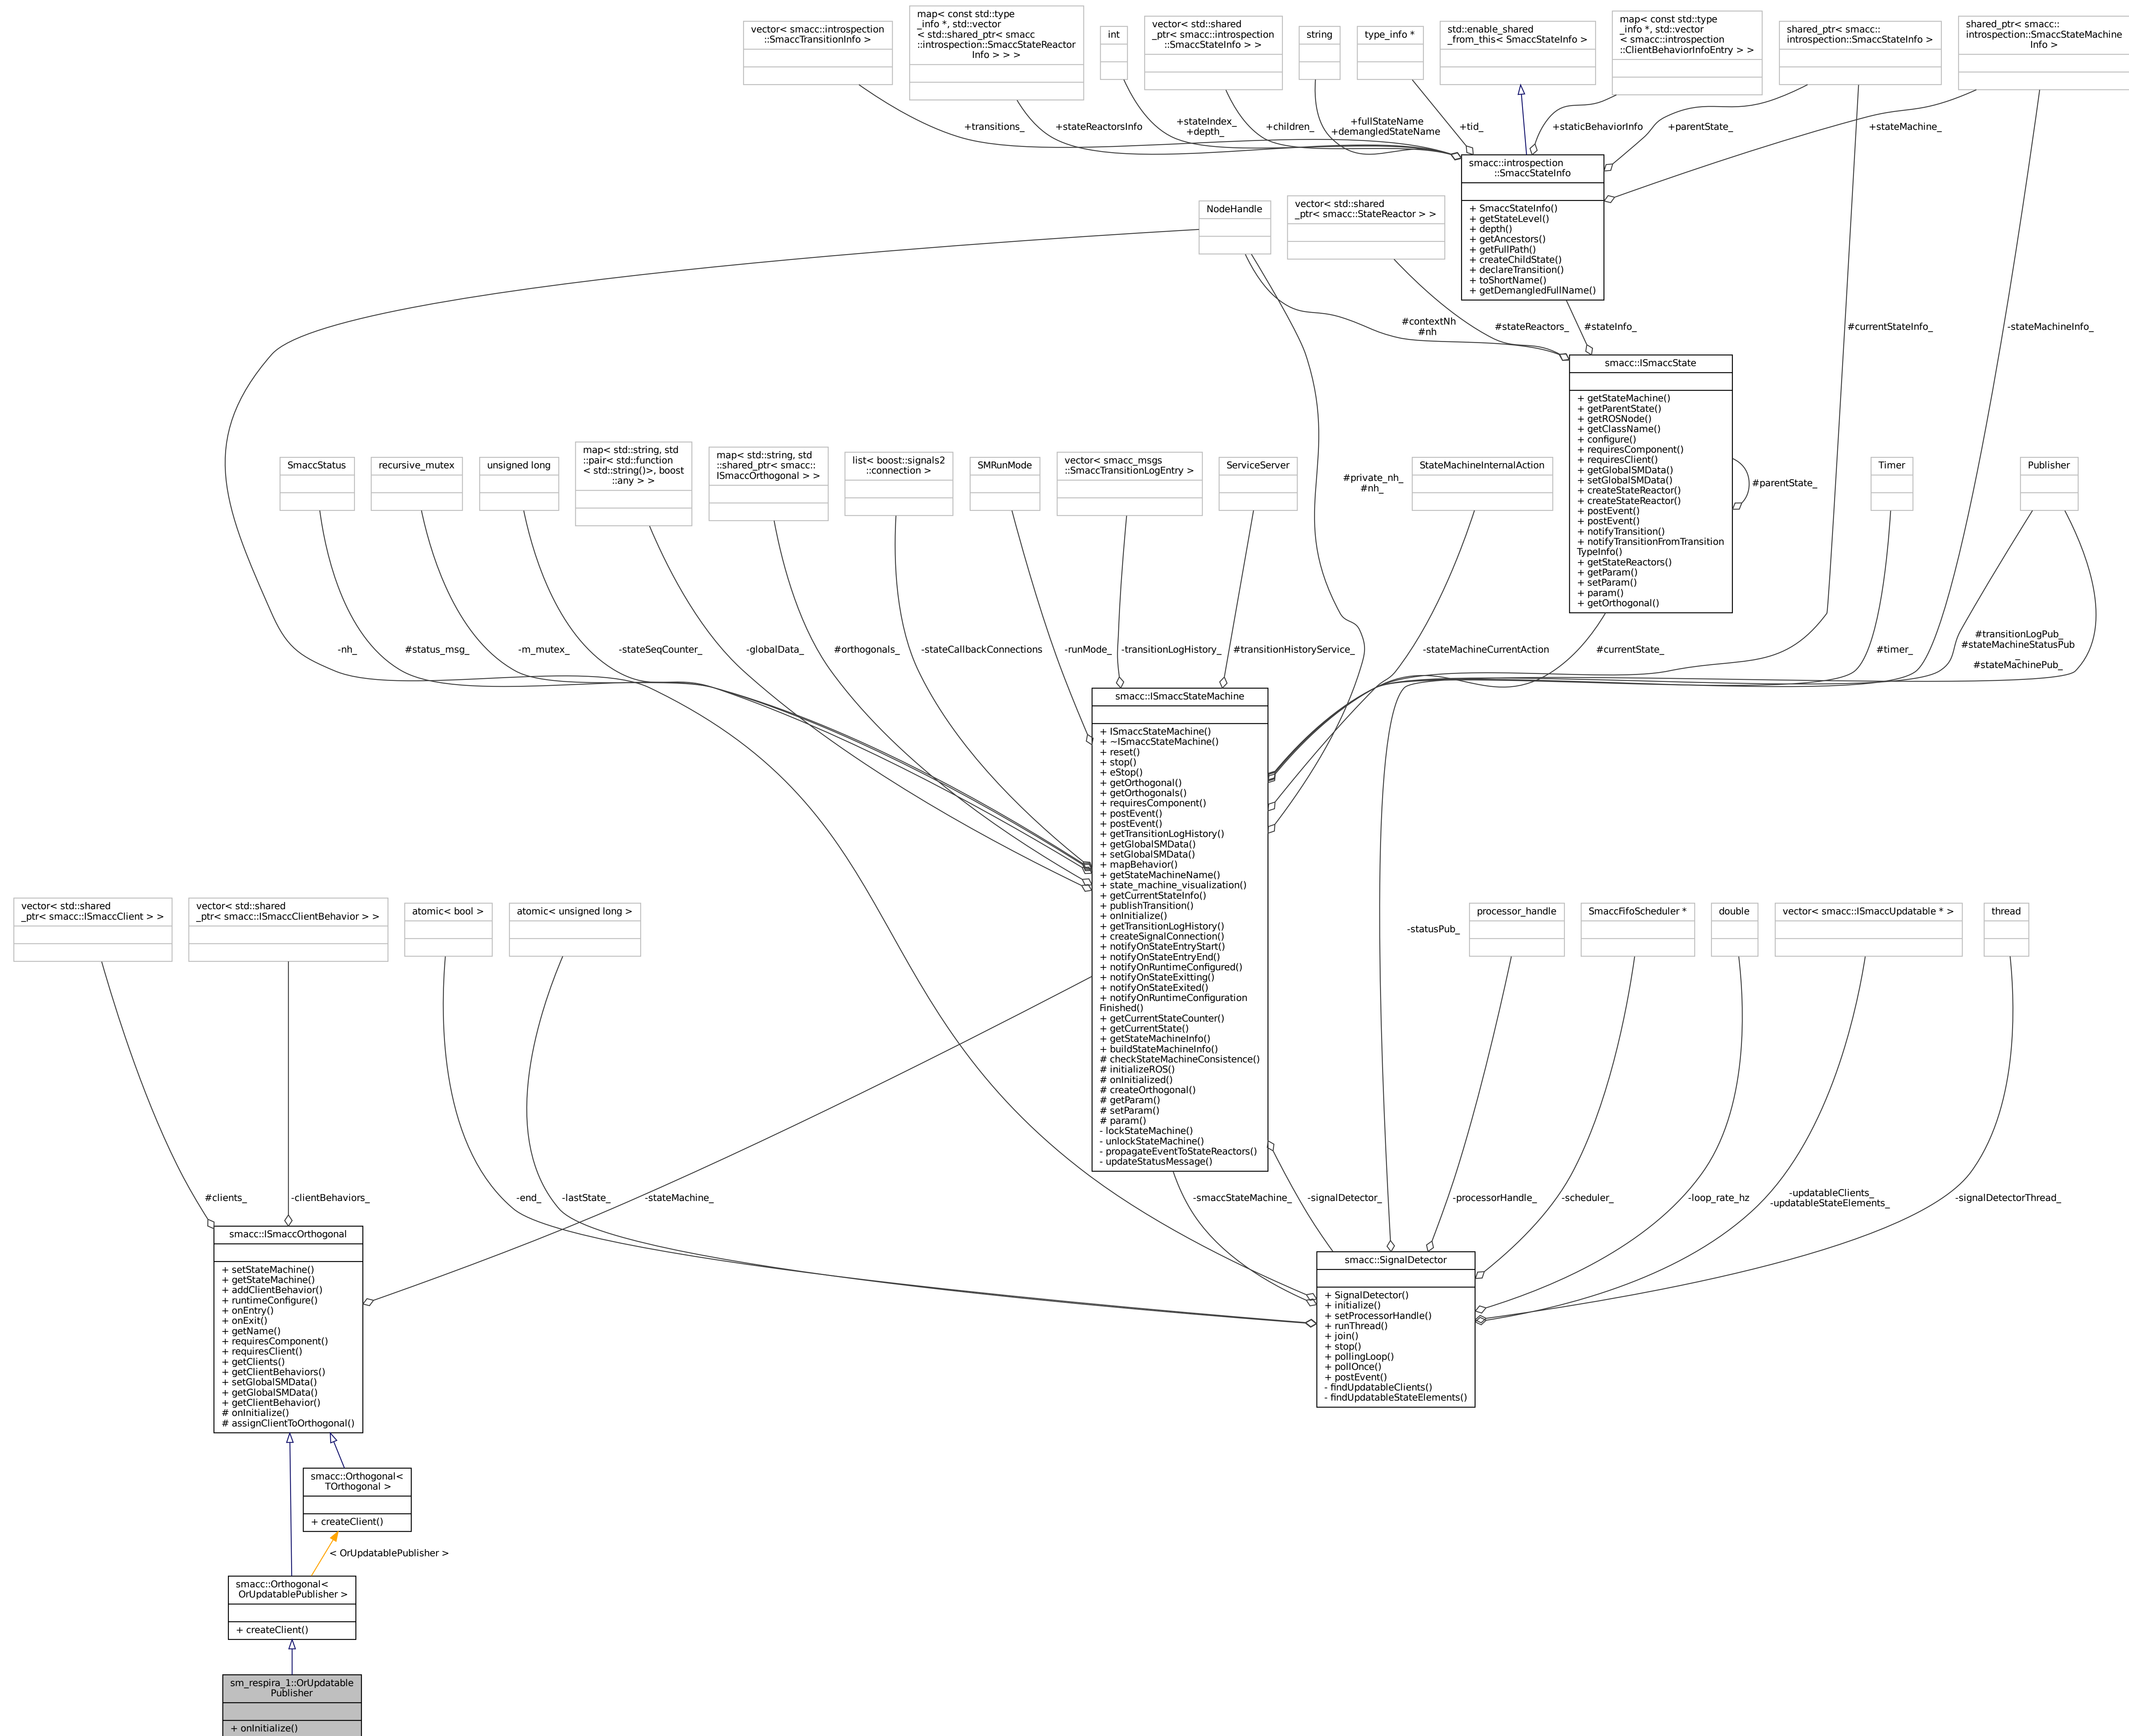 vector< smacc::introspection
::SmaccTransitionInfo >
map< const std::type
_info *, std::vector
< std::shared_ptr< smacc
::introspection::SmaccStateReactor
Info > > >
int
vector< std::shared
_ptr< smacc::introspection
::SmaccStateInfo > >
string
type_info *
std::enable_shared
_from_this< SmaccStateInfo >
map< const std::type
_info *, std::vector
< smacc::introspection
::ClientBehaviorInfoEntry > >
shared_ptr< smacc::
introspection::SmaccStateInfo >
shared_ptr< smacc::
introspection::SmaccStateMachine
Info >
+transitions_
+stateReactorsInfo
+stateIndex_
+depth_
+children_
+fullStateName
+demangledStateName
+tid_
+staticBehaviorInfo
+parentState_
+stateMachine_
smacc::introspection
::SmaccStateInfo
+ SmaccStateInfo()
+ getStateLevel()
+ depth()
+ getAncestors()
+ getFullPath()
+ createChildState()
+ declareTransition()
+ toShortName()
+ getDemangledFullName()
NodeHandle
vector< std::shared
_ptr< smacc::StateReactor > >
#contextNh
#nh
#stateReactors_
#stateInfo_
#currentStateInfo_
-stateMachineInfo_
smacc::ISmaccState
+ getStateMachine()
+ getParentState()
+ getROSNode()
+ getClassName()
+ configure()
+ requiresComponent()
+ requiresClient()
+ getGlobalSMData()
+ setGlobalSMData()
+ createStateReactor()
+ createStateReactor()
+ postEvent()
+ postEvent()
+ notifyTransition()
+ notifyTransitionFromTransition
TypeInfo()
+ getStateReactors()
+ getParam()
+ setParam()
+ param()
+ getOrthogonal()
#parentState_
SmaccStatus
recursive_mutex
unsigned long
map< std::string, std
::pair< std::function
< std::string()>, boost
::any > >
map< std::string, std
::shared_ptr< smacc::
ISmaccOrthogonal > >
list< boost::signals2
::connection >
SMRunMode
vector< smacc_msgs
::SmaccTransitionLogEntry >
ServiceServer
#private_nh_
#nh_
StateMachineInternalAction
Timer
Publisher
-nh_
#status_msg_
-m_mutex_
-stateSeqCounter_
-globalData_
#orthogonals_
-stateCallbackConnections
-runMode_
-transitionLogHistory_
#transitionHistoryService_
-stateMachineCurrentAction
#currentState_
#timer_
#transitionLogPub_
#stateMachineStatusPub
_
#stateMachinePub_
smacc::ISmaccStateMachine
+ ISmaccStateMachine()
+ ~ISmaccStateMachine()
+ reset()
+ stop()
+ eStop()
+ getOrthogonal()
+ getOrthogonals()
+ requiresComponent()
+ postEvent()
+ postEvent()
+ getTransitionLogHistory()
+ getGlobalSMData()
+ setGlobalSMData()
+ mapBehavior()
+ getStateMachineName()
+ state_machine_visualization()
+ getCurrentStateInfo()
+ publishTransition()
+ onInitialize()
+ getTransitionLogHistory()
+ createSignalConnection()
+ notifyOnStateEntryStart()
+ notifyOnStateEntryEnd()
+ notifyOnRuntimeConfigured()
+ notifyOnStateExitting()
+ notifyOnStateExited()
+ notifyOnRuntimeConfiguration
Finished()
+ getCurrentStateCounter()
+ getCurrentState()
+ getStateMachineInfo()
+ buildStateMachineInfo()
# checkStateMachineConsistence()
# initializeROS()
# onInitialized()
# createOrthogonal()
# getParam()
# setParam()
# param()
- lockStateMachine()
- unlockStateMachine()
- propagateEventToStateReactors()
- updateStatusMessage()
vector< std::shared
_ptr< smacc::ISmaccClient > >
vector< std::shared
_ptr< smacc::ISmaccClientBehavior > >
atomic< bool >
atomic< unsigned long >
-statusPub_
processor_handle
SmaccFifoScheduler *
double
vector< smacc::ISmaccUpdatable * >
thread
#clients_
-clientBehaviors_
-end_
-lastState_
-stateMachine_
-smaccStateMachine_
-signalDetector_
-processorHandle_
-scheduler_
-loop_rate_hz
-updatableClients_
-updatableStateElements_
-signalDetectorThread_
smacc::ISmaccOrthogonal
+ setStateMachine()
+ getStateMachine()
+ addClientBehavior()
+ runtimeConfigure()
+ onEntry()
+ onExit()
+ getName()
+ requiresComponent()
+ requiresClient()
+ getClients()
+ getClientBehaviors()
+ setGlobalSMData()
+ getGlobalSMData()
+ getClientBehavior()
# onInitialize()
# assignClientToOrthogonal()
smacc::SignalDetector
+ SignalDetector()
+ initialize()
+ setProcessorHandle()
+ runThread()
+ join()
+ stop()
+ pollingLoop()
+ pollOnce()
+ postEvent()
- findUpdatableClients()
- findUpdatableStateElements()
smacc::Orthogonal<
TOrthogonal >
+ createClient()
< OrUpdatablePublisher >
smacc::Orthogonal<
OrUpdatablePublisher >
+ createClient()
sm_respira_1::OrUpdatable
Publisher
+ onInitialize()